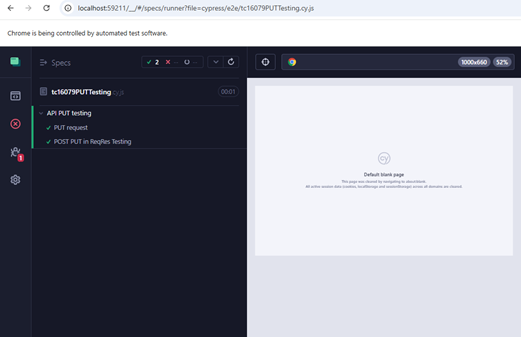 localhost:59211/__/#/specs/runner?file=cypress/e2e/tc16079PUTTesting.cy.js
Chrome is being controlled by automated test software.
Specs
2
--
--
1000x660
52%
tc16079PUTTesting.cy.js
00:01
API PUT testing
PUT request
POST PUT in ReqRes Testing
1
cy
Default blank page
This page was cleared by navigating to about:blank.
All active session data (cookies, localStorage and sessionStorage) across all domains are cleared.